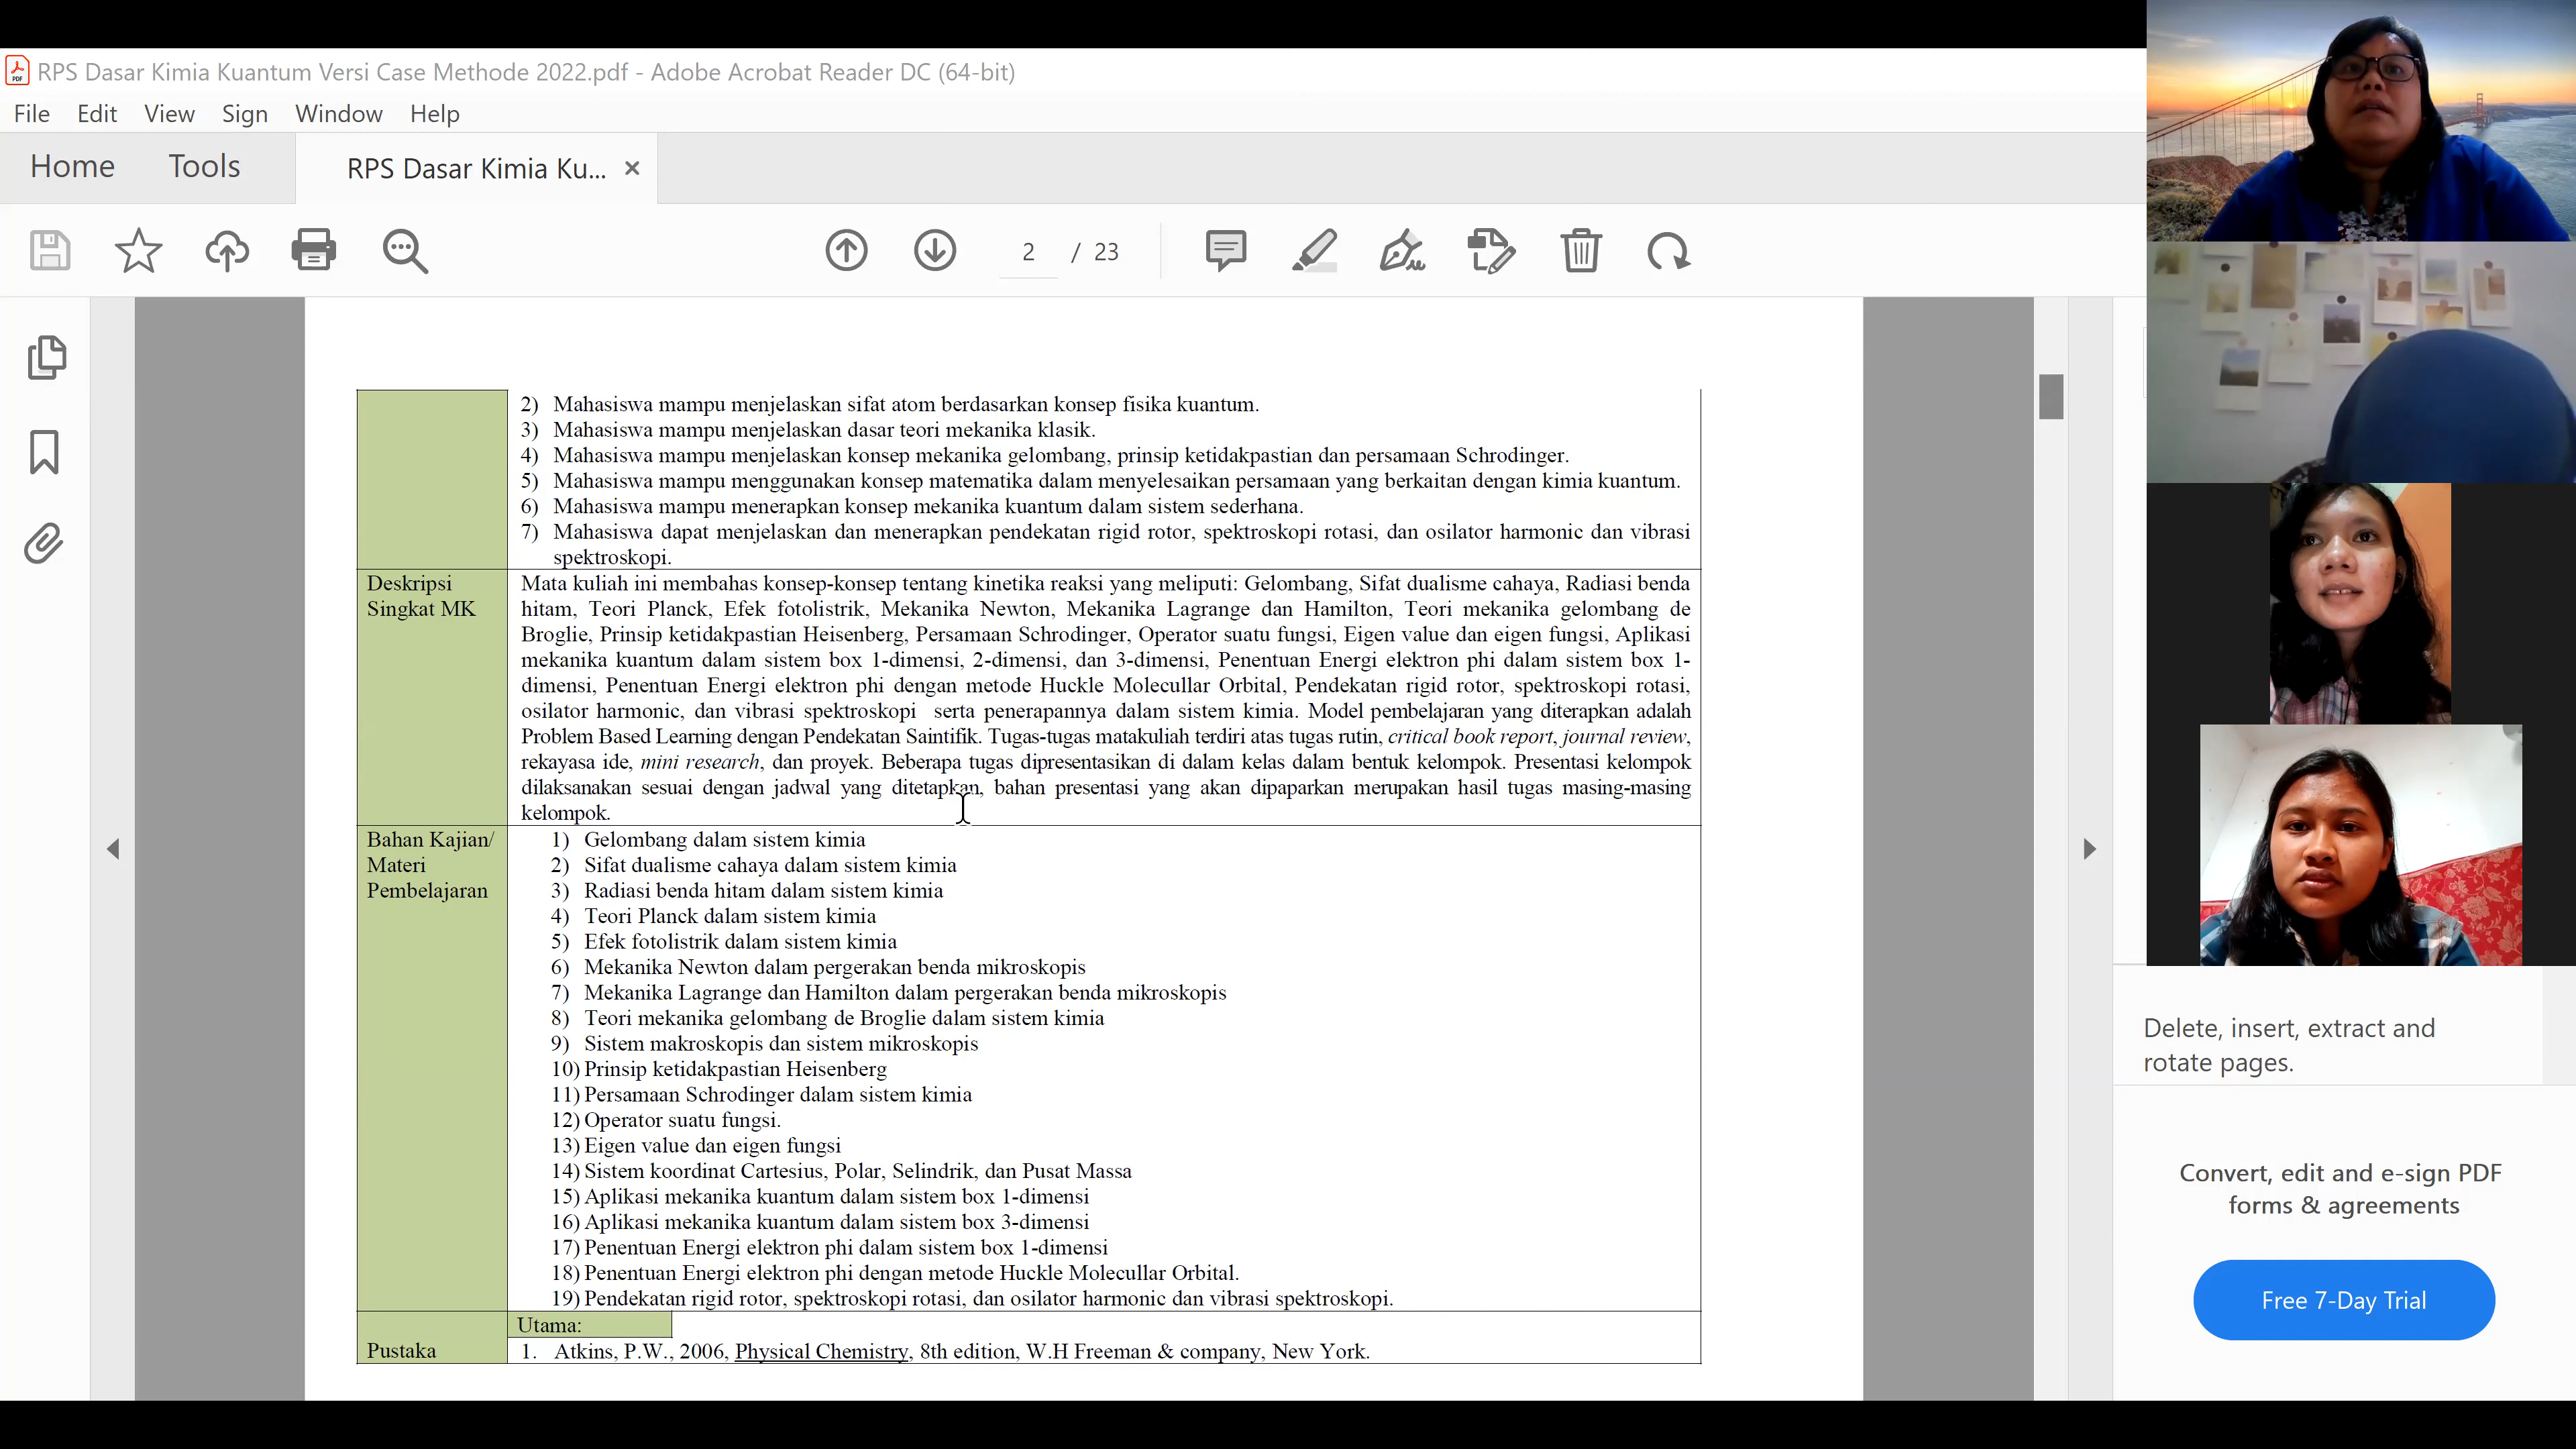 RPS Dasar Kimia Kuantum Versi Case Methode 2022.pdf - Adobe Acrobat Reader DC (64-bit)
File Edit View Sign Window Help
Home Tools RPS Dasar Kimia Ku...
2 / 23
2) Mahasiswa mampu menjelaskan sifat atom berdasarkan konsep fisika kuantum.
3) Mahasiswa mampu menjelaskan dasar teori mekanika klasik.
4) Mahasiswa mampu menjelaskan konsep mekanika gelombang, prinsip ketidakpastian dan persamaan Schrodinger.
5) Mahasiswa mampu menggunakan konsep matematika dalam menyelesaikan persamaan yang berkaitan dengan kimia kuantum.
6) Mahasiswa mampu menerapkan konsep mekanika kuantum dalam sistem sederhana.
7) Mahasiswa dapat menjelaskan dan menerapkan pendekatan rigid rotor, spektroskopi rotasi, dan osilator harmonic dan vibrasi
spektroskopi.
Deskripsi
Singkat MK
Mata kuliah ini membahas konsep-konsep tentang kinetika reaksi yang meliputi: Gelombang, Sifat dualisme cahaya, Radiasi benda
hitam, Teori Planck, Efek fotolistrik, Mekanika Newton, Mekanika Lagrange dan Hamilton, Teori mekanika gelombang de
Broglie, Prinsip ketidakpastian Heisenberg, Persamaan Schrodinger, Operator suatu fungsi, Eigen value dan eigen fungsi, Aplikasi
mekanika kuantum dalam sistem box 1-dimensi, 2-dimensi, dan 3-dimensi, Penentuan Energi elektron phi dalam sistem box 1-
dimensi, Penentuan Energi elektron phi dengan metode Huckle Molecullar Orbital, Pendekatan rigid rotor, spektroskopi rotasi,
osilator harmonic, dan vibrasi spektroskopi serta penerapannya dalam sistem kimia. Model pembelajaran yang diterapkan adalah
Problem Based Learning dengan Pendekatan Saintifik. Tugas-tugas matakuliah terdiri atas tugas rutin, critical book report, journal review,
rekayasa ide, mini research, dan proyek. Beberapa tugas dipresentasikan di dalam kelas dalam bentuk kelompok. Presentasi kelompok
dilaksanakan sesuai dengan jadwal yang ditetapkan, bahan presentasi yang akan dipaparkan merupakan hasil tugas masing-masing
kelompok.
Bahan Kajian/
Materi
Pembelajaran
1) Gelombang dalam sistem kimia
2) Sifat dualisme cahaya dalam sistem kimia
3) Radiasi benda hitam dalam sistem kimia
4) Teori Planck dalam sistem kimia
5) Efek fotolistrik dalam sistem kimia
6) Mekanika Newton dalam pergerakan benda mikroskopis
7) Mekanika Lagrange dan Hamilton dalam pergerakan benda mikroskopis
8) Teori mekanika gelombang de Broglie dalam sistem kimia
9) Sistem makroskopis dan sistem mikroskopis
10) Prinsip ketidakpastian Heisenberg
11) Persamaan Schrodinger dalam sistem kimia
12) Operator suatu fungsi.
13) Eigen value dan eigen fungsi
14) Sistem koordinat Cartesius, Polar, Selindrik, dan Pusat Massa
15) Aplikasi mekanika kuantum dalam sistem box 1-dimensi
16) Aplikasi mekanika kuantum dalam sistem box 3-dimensi
17) Penentuan Energi elektron phi dalam sistem box 1-dimensi
18) Penentuan Energi elektron phi dengan metode Huckle Molecullar Orbital.
19) Pendekatan rigid rotor, spektroskopi rotasi, dan osilator harmonic dan vibrasi spektroskopi.
Pustaka
Utama:
1. Atkins, P.W., 2006, Physical Chemistry, 8th edition, W.H Freeman & company, New York.
Delete, insert, extract and
rotate pages.
Convert, edit and e-sign PDF
forms & agreements
Free 7-Day Trial